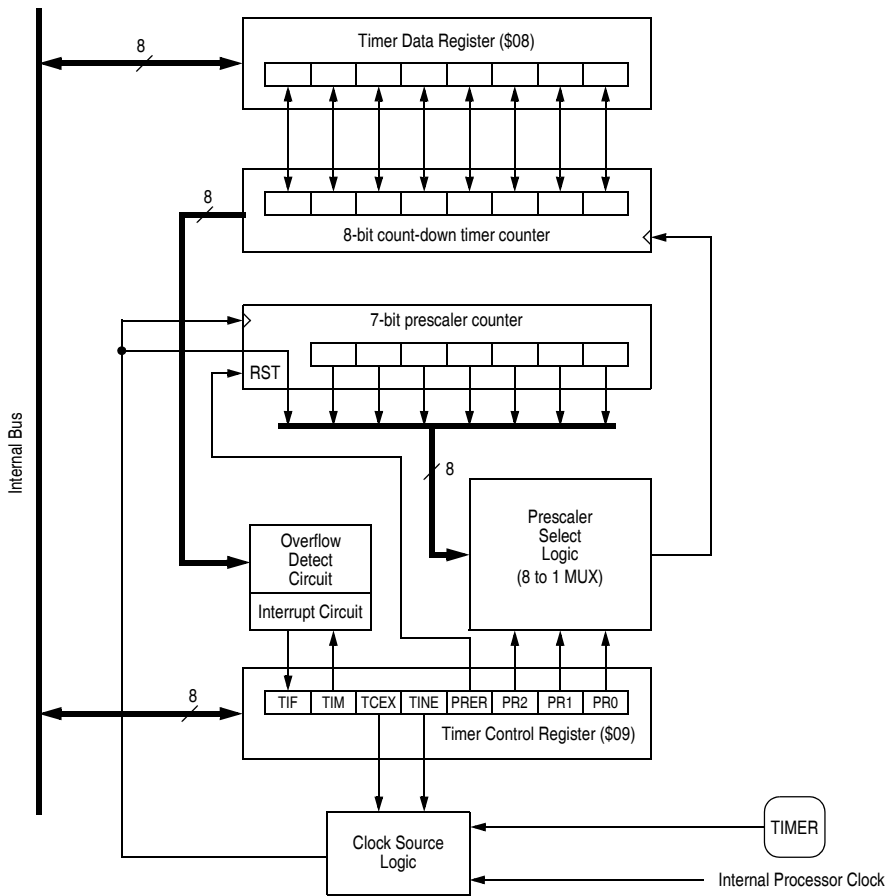 Timer Data Register ($08)
8
8
8-bit count-down timer counter
7-bit prescaler counter
RST
Internal Bus
8
Prescaler
Select
Logic
(8 to 1 MUX)
Overflow
Detect
Circuit
Interrupt Circuit
8
TIF TIM TCEX TINE PRER PR2 PR1 PR0
Timer Control Register ($09)
Clock Source
Logic
TIMER
Internal Processor Clock